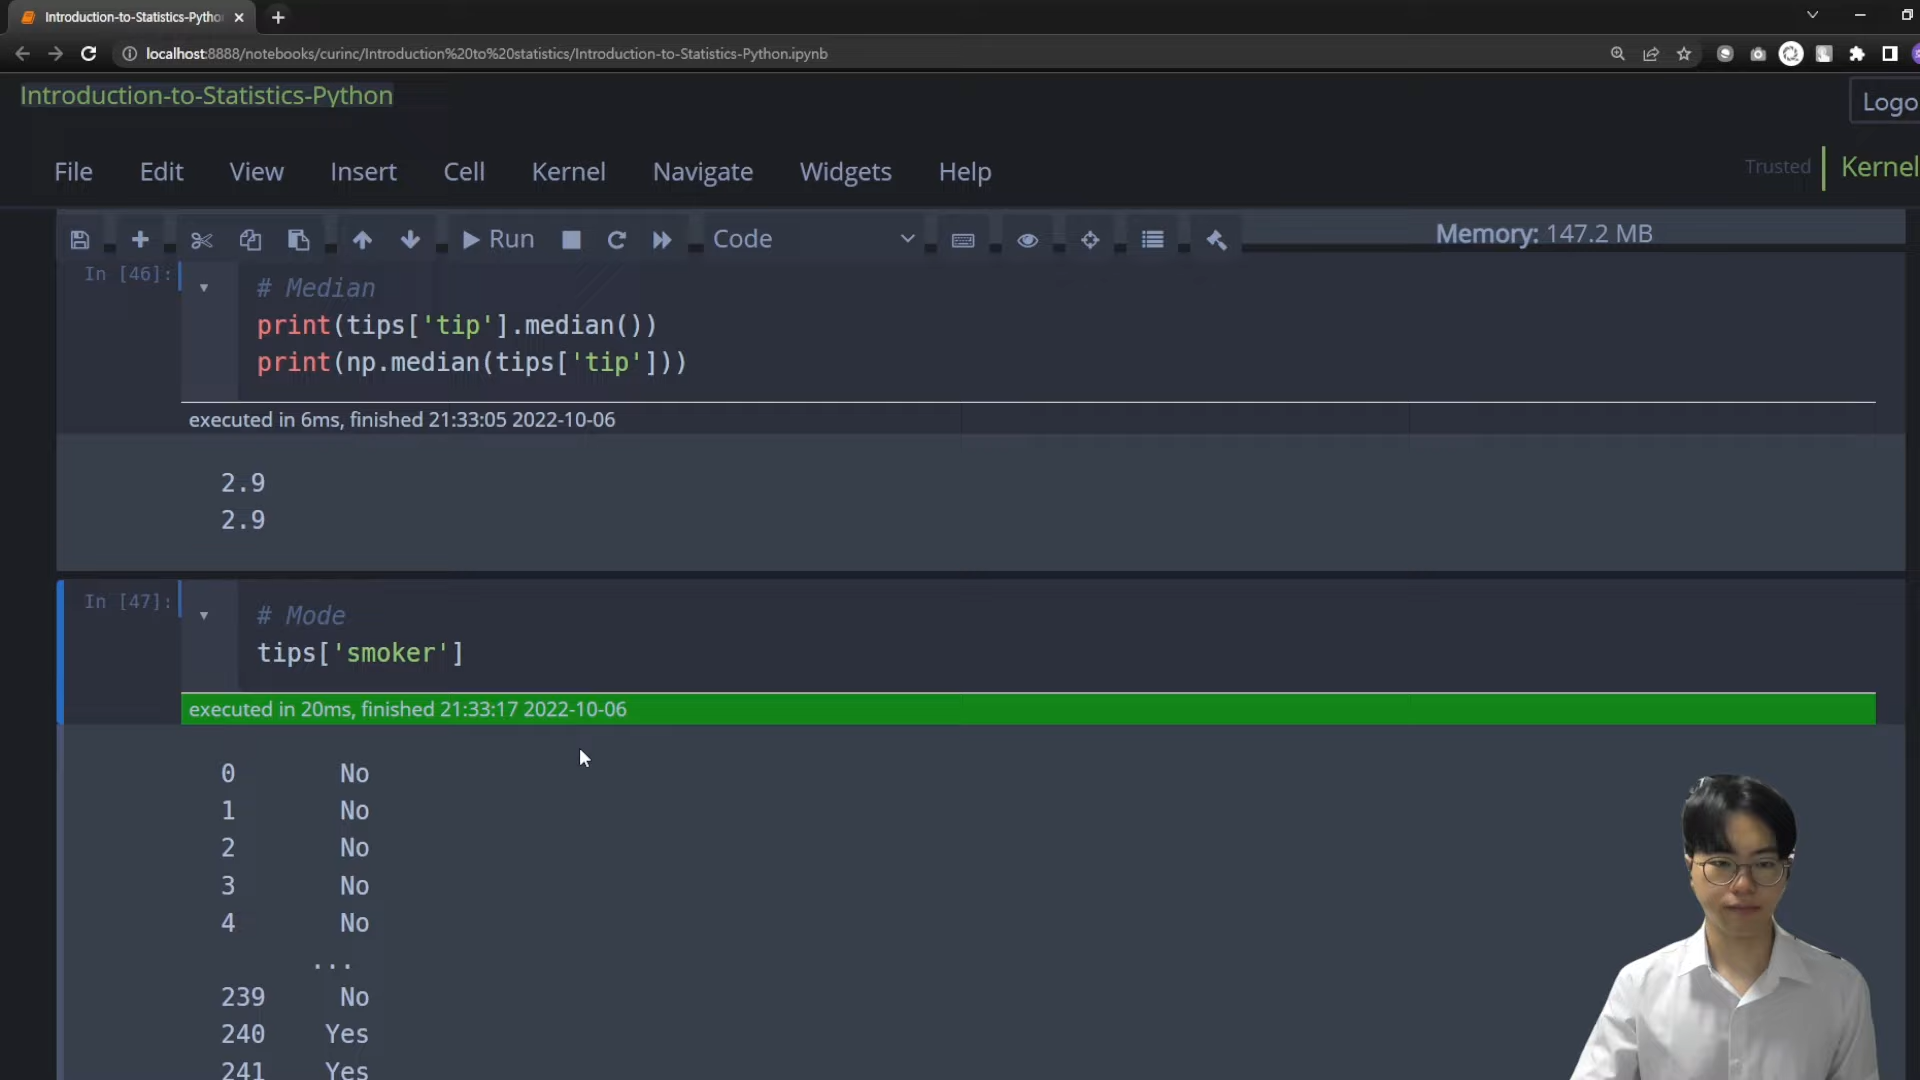 Introduction-to-Statistics-Pytho
localhost:8888/notebooks/curinc/Introduction%20to%20statistics/Introduction-to-Statistics-Python.ipynb
Introduction-to-Statistics-Python
Logo
File Edit View Insert Cell Kernel Navigate Widgets Help
Trusted
Kernel
Run
Code
Memory: 147.2 MB
In [46]:
# Median
print(tips['tip'].median())
print(np.median(tips['tip']))
executed in 6ms, finished 21:33:05 2022-10-06
2.9
2.9
In [47]:
# Mode
tips['smoker']
executed in 20ms, finished 21:33:17 2022-10-06
0 No
1 No
2 No
3 No
4 No
...
239 No
240 Yes
241 Yes